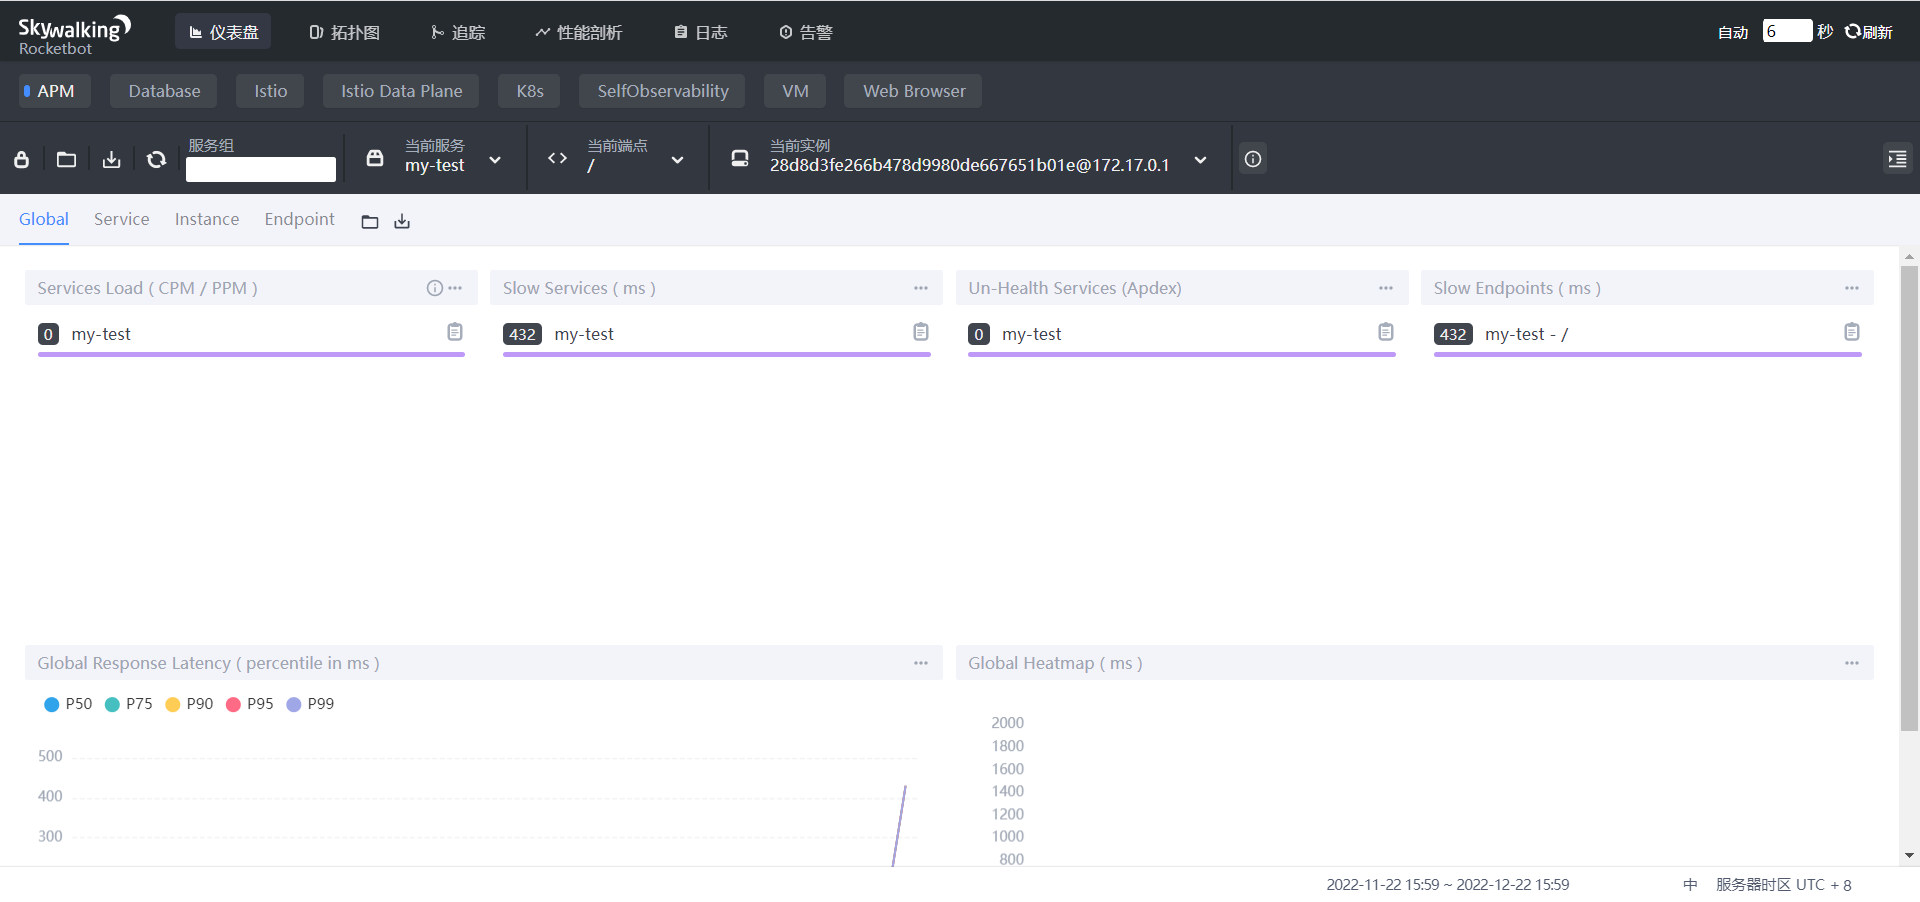 Skywalking
Rocketbot
仪表盘
拓扑图
追踪
性能剖析
日志
告警
自动 6 秒 刷新
APM
Database
Istio
Istio Data Plane
K8s
SelfObservability
VM
Web Browser
服务组
当前服务
my-test
当前端点
/
当前实例
28d8d3fe266b478d9980de667651b01e@172.17.0.1
Global
Service
Instance
Endpoint
Services Load ( CPM / PPM )
0 my-test
Slow Services ( ms )
432 my-test
Un-Health Services (Apdex)
0 my-test
Slow Endpoints ( ms )
432 my-test - /
Global Response Latency ( percentile in ms )
P50 P75 P90 P95 P99
500
400
300
Global Heatmap ( ms )
2000
1800
1600
1400
1200
1000
800
2022-11-22 15:59 ~ 2022-12-22 15:59
中
服务器时区 UTC + 8